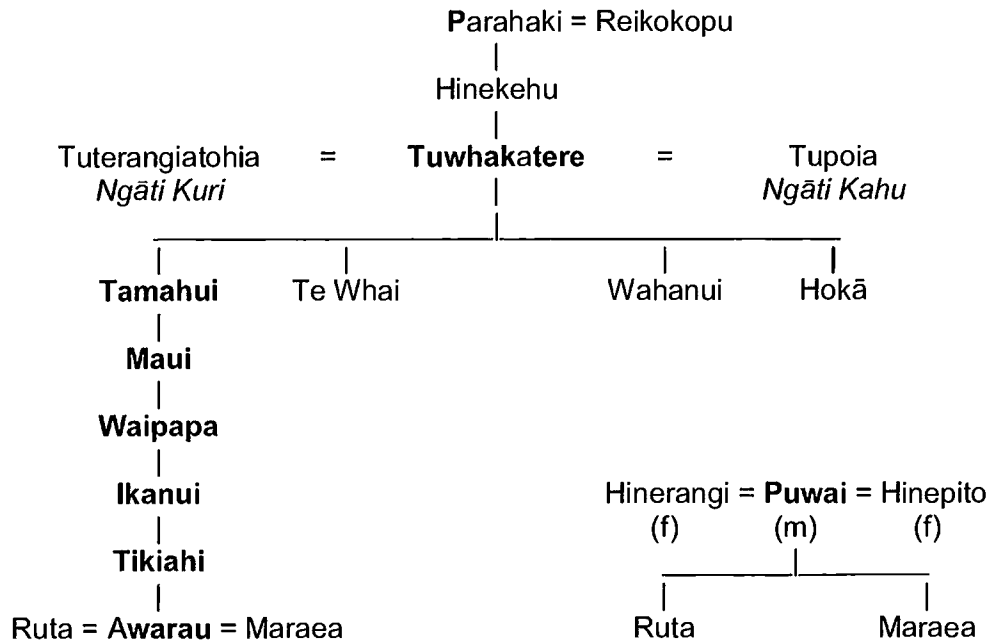 Parahaki = Reikokopu
Hinekehu
Tuterangiatohia = Tuwhakatere = Tupoia
Ngāti Kuri Ngāti Kahu
Tamahui Te Whai Wahanui Hokā
Maui
Waipapa
Ikanui Hinerangi = Puwai = Hinepito
(f) (m) (f)
Tikiahi
Ruta = Awarau = Maraea Ruta Maraea